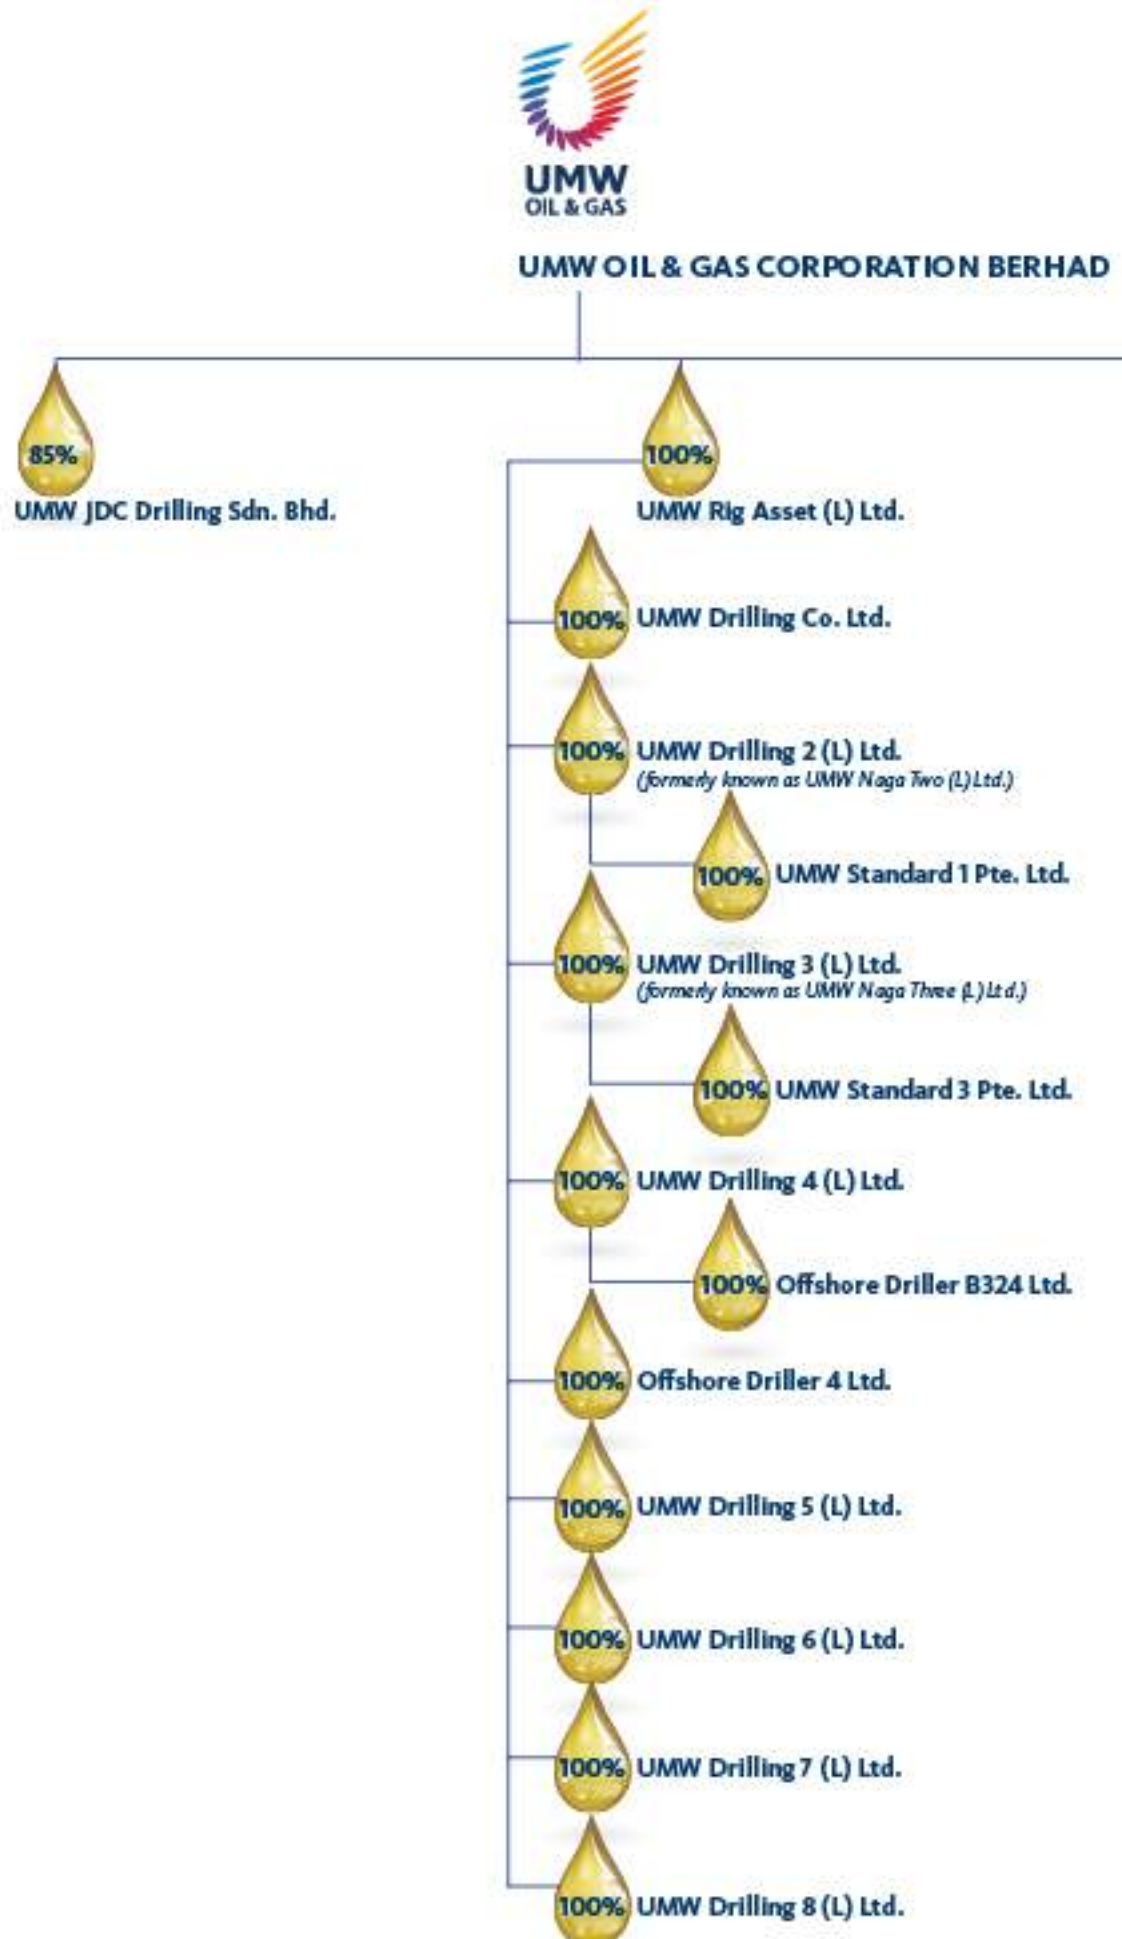 UMW
OIL & GAS
UMW OIL & GAS CORPORATION BERHAD
85%
UMW JDC Drilling Sdn. Bhd.
100%
UMW Rig Asset (L) Ltd.
100% UMW Drilling Co. Ltd.
100% UMW Drilling 2 (L) Ltd.
(formerly known as UMW Naga Two (L) Ltd.)
100% UMW Standard 1 Pte. Ltd.
100% UMW Drilling 3 (L) Ltd.
(formerly known as UMW Naga Three (L) Ltd.)
100% UMW Standard 3 Pte. Ltd.
100% UMW Drilling 4 (L) Ltd.
100% Offshore Driller B324 Ltd.
100% Offshore Driller 4 Ltd.
100% UMW Drilling 5 (L) Ltd.
100% UMW Drilling 6 (L) Ltd.
100% UMW Drilling 7 (L) Ltd.
100% UMW Drilling 8 (L) Ltd.